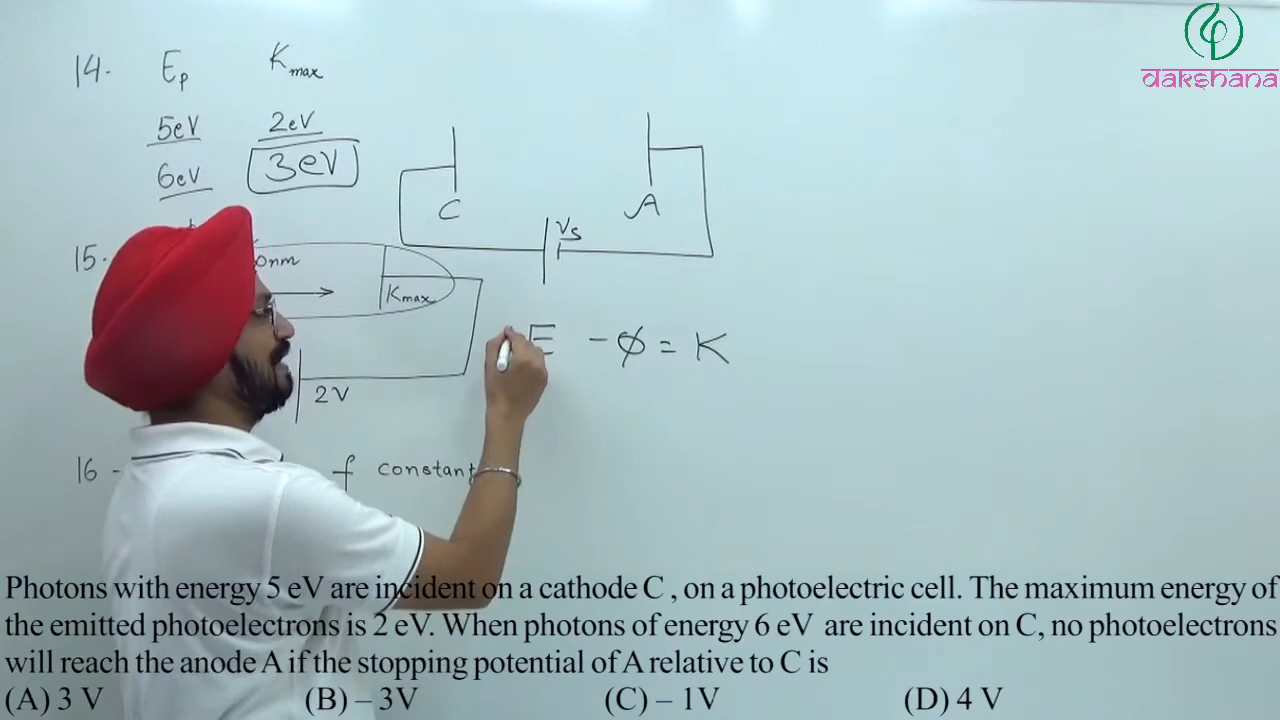 dakshana
14. Ep Kmax
5eV 2eV
6eV 3eV
C A
Vs
15. 0nm
Kmax
2V
E - φ = K
16 - f constant
Photons with energy 5 eV are incident on a cathode C , on a photoelectric cell. The maximum energy of
the emitted photoelectrons is 2 eV. When photons of energy 6 eV are incident on C, no photoelectrons
will reach the anode A if the stopping potential of A relative to C is
(A) 3 V (B) – 3V (C) – 1V (D) 4 V